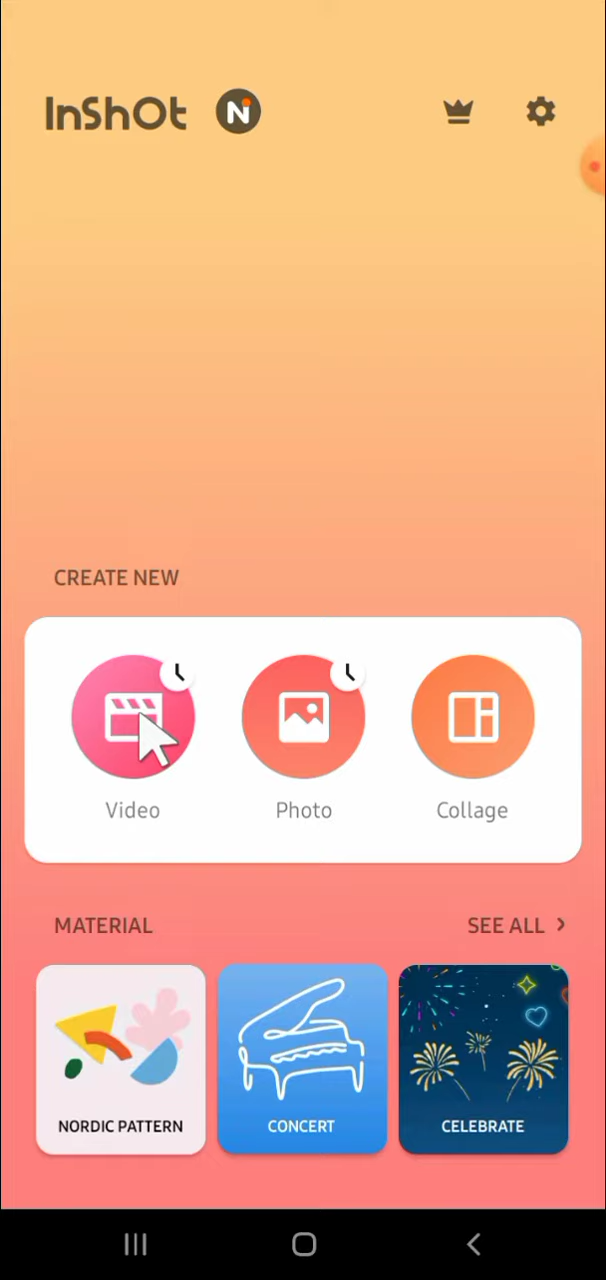 InShOt N
CREATE NEW
Video Photo Collage
MATERIAL SEE ALL >
NORDIC PATTERN CONCERT CELEBRATE